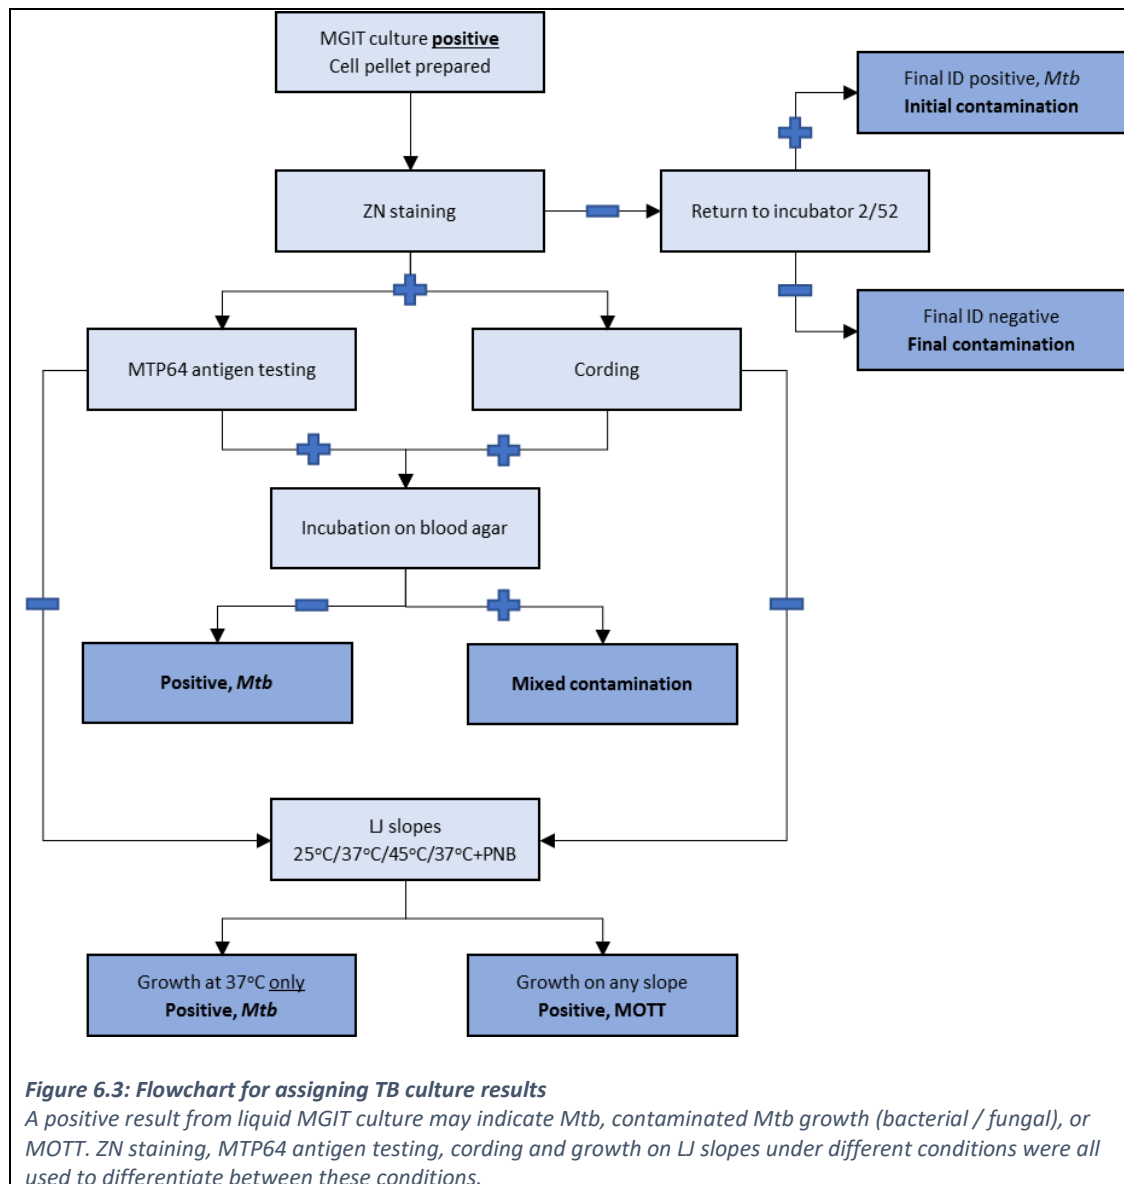 MGIT culture positive
Cell pellet prepared
Final ID positive, Mtb
Initial contamination
ZN staining
Return to incubator 2/52
Final ID negative
Final contamination
MTP64 antigen testing
Cording
Incubation on blood agar
Positive, Mtb
Mixed contamination
LJ slopes
25°C/37°C/45°C/37°C+PNB
Growth at 37°C only
Positive, Mtb
Growth on any slope
Positive, MOTT
Figure 6.3: Flowchart for assigning TB culture results
A positive result from liquid MGIT culture may indicate Mtb, contaminated Mtb growth (bacterial / fungal), or
MOTT. ZN staining, MTP64 antigen testing, cording and growth on LJ slopes under different conditions were all
used to differentiate between these conditions.